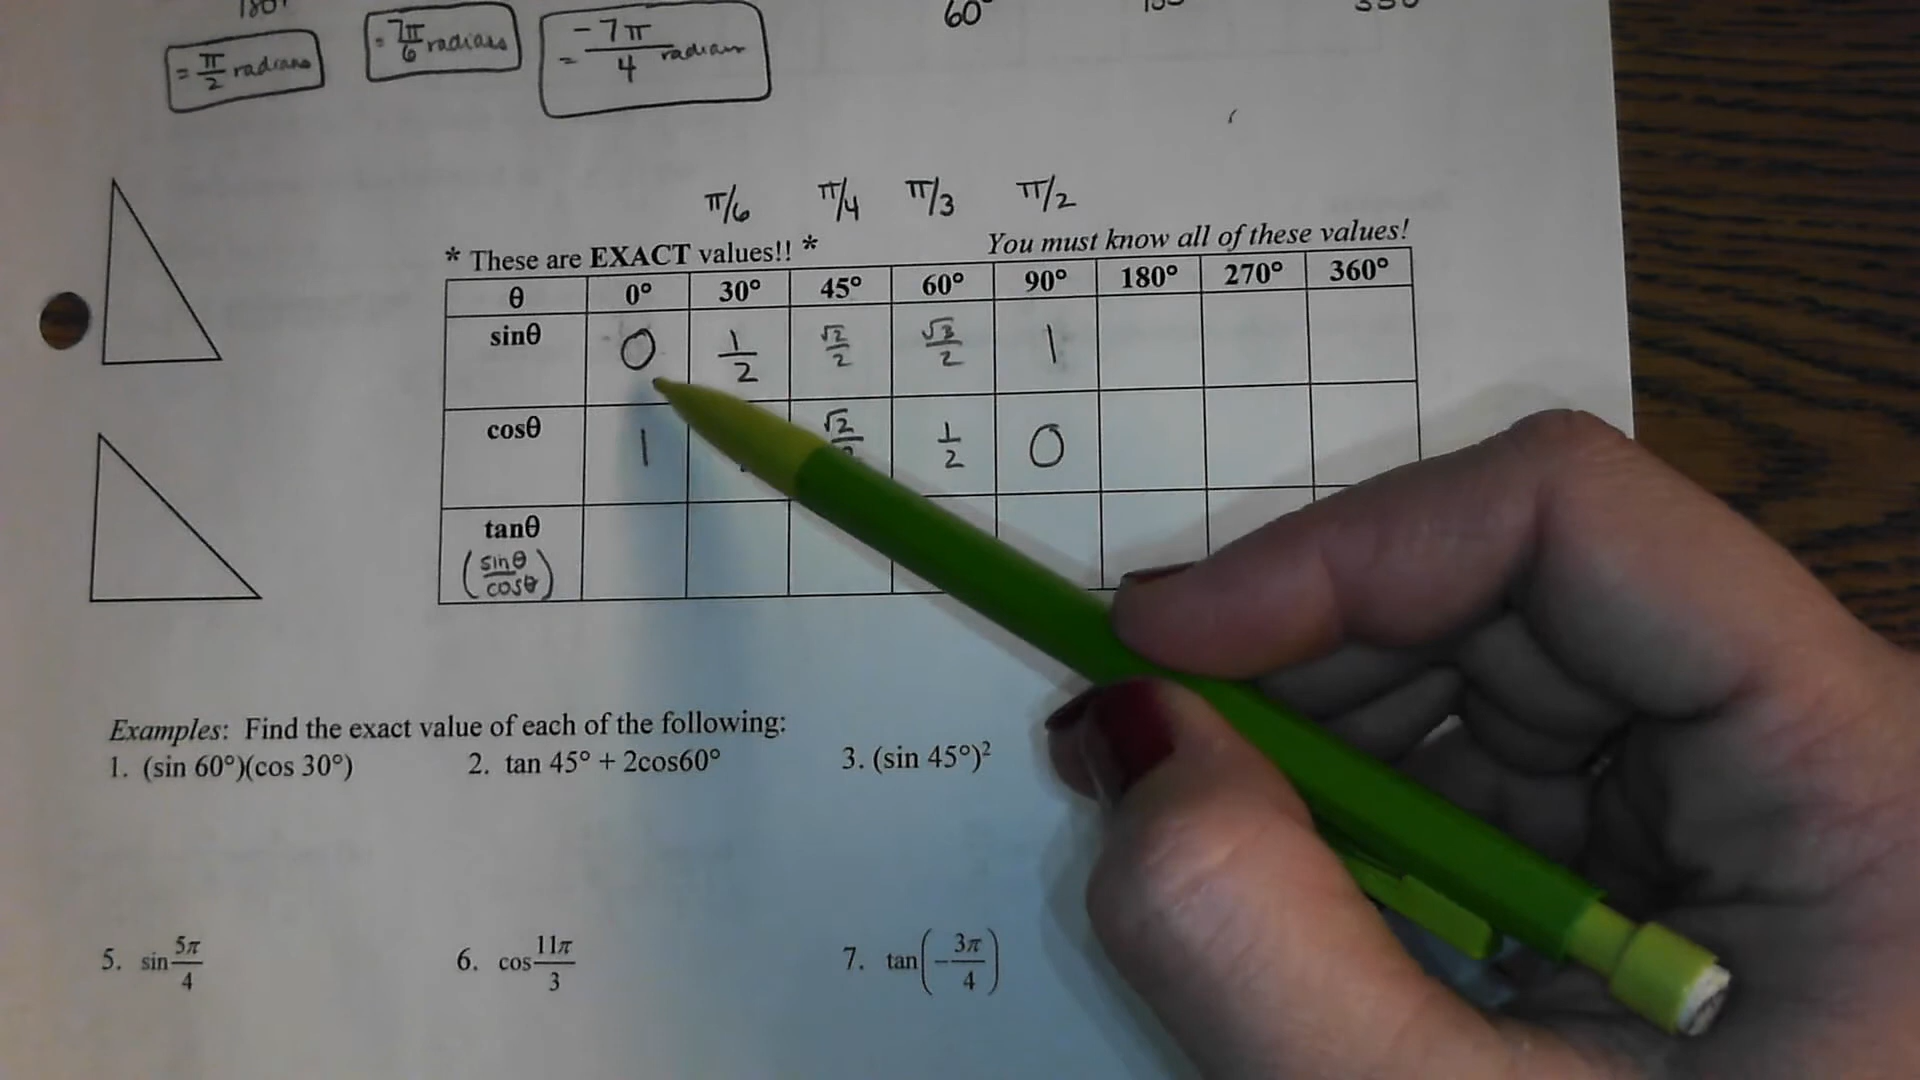 = π/2 radians
= 7π/6 radians
= -7π/4 radians
60°
π/6 π/4 π/3 π/2
* These are EXACT values!! * You must know all of these values!
θ 0° 30° 45° 60° 90° 180° 270° 360°
sinθ 0 1/2 √2/2 √3/2 1
cosθ 1 √2/2 1/2 0
tanθ
(sinθ/cosθ)
Examples: Find the exact value of each of the following:
1. (sin 60°)(cos 30°) 2. tan 45° + 2cos60° 3. (sin 45°)²
5. sin 5π/4 6. cos 11π/3 7. tan(-3π/4)